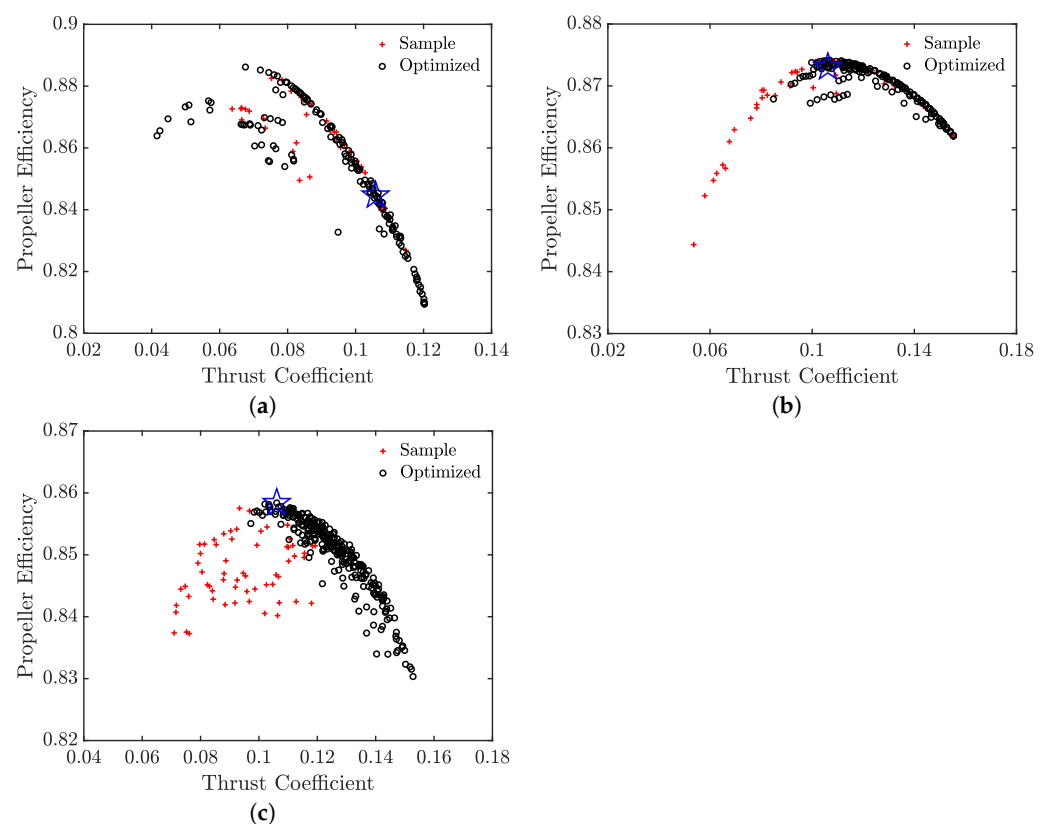 0.9
0.88
0.86
0.84
0.82
0.8
Propeller Efficiency
Sample
Optimized
0.02 0.04 0.06 0.08 0.1 0.12 0.14
Thrust Coefficient
(a)
0.88
0.87
0.86
0.85
0.84
0.83
Propeller Efficiency
Sample
Optimized
0.02 0.06 0.1 0.14 0.18
Thrust Coefficient
(b)
0.87
0.86
0.85
0.84
0.83
0.82
Propeller Efficiency
Sample
Optimized
0.04 0.06 0.08 0.1 0.12 0.14 0.16 0.18
Thrust Coefficient
(c)